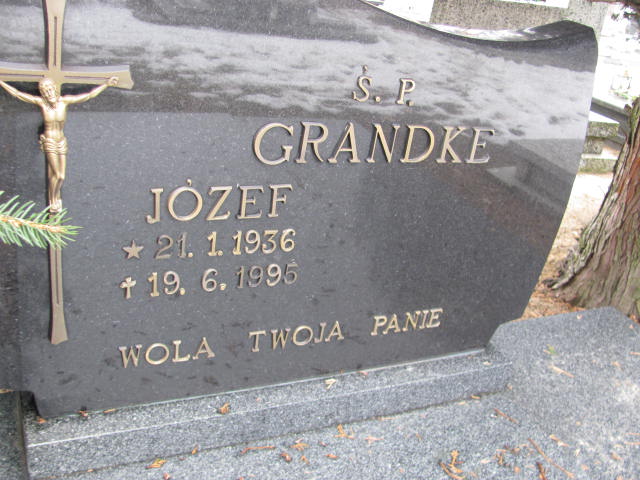 Ś. P.
GRANDKE
JÓZEF
★ 21. 1. 1936
✝ 19. 6. 1995
WOLA TWOJA PANIE